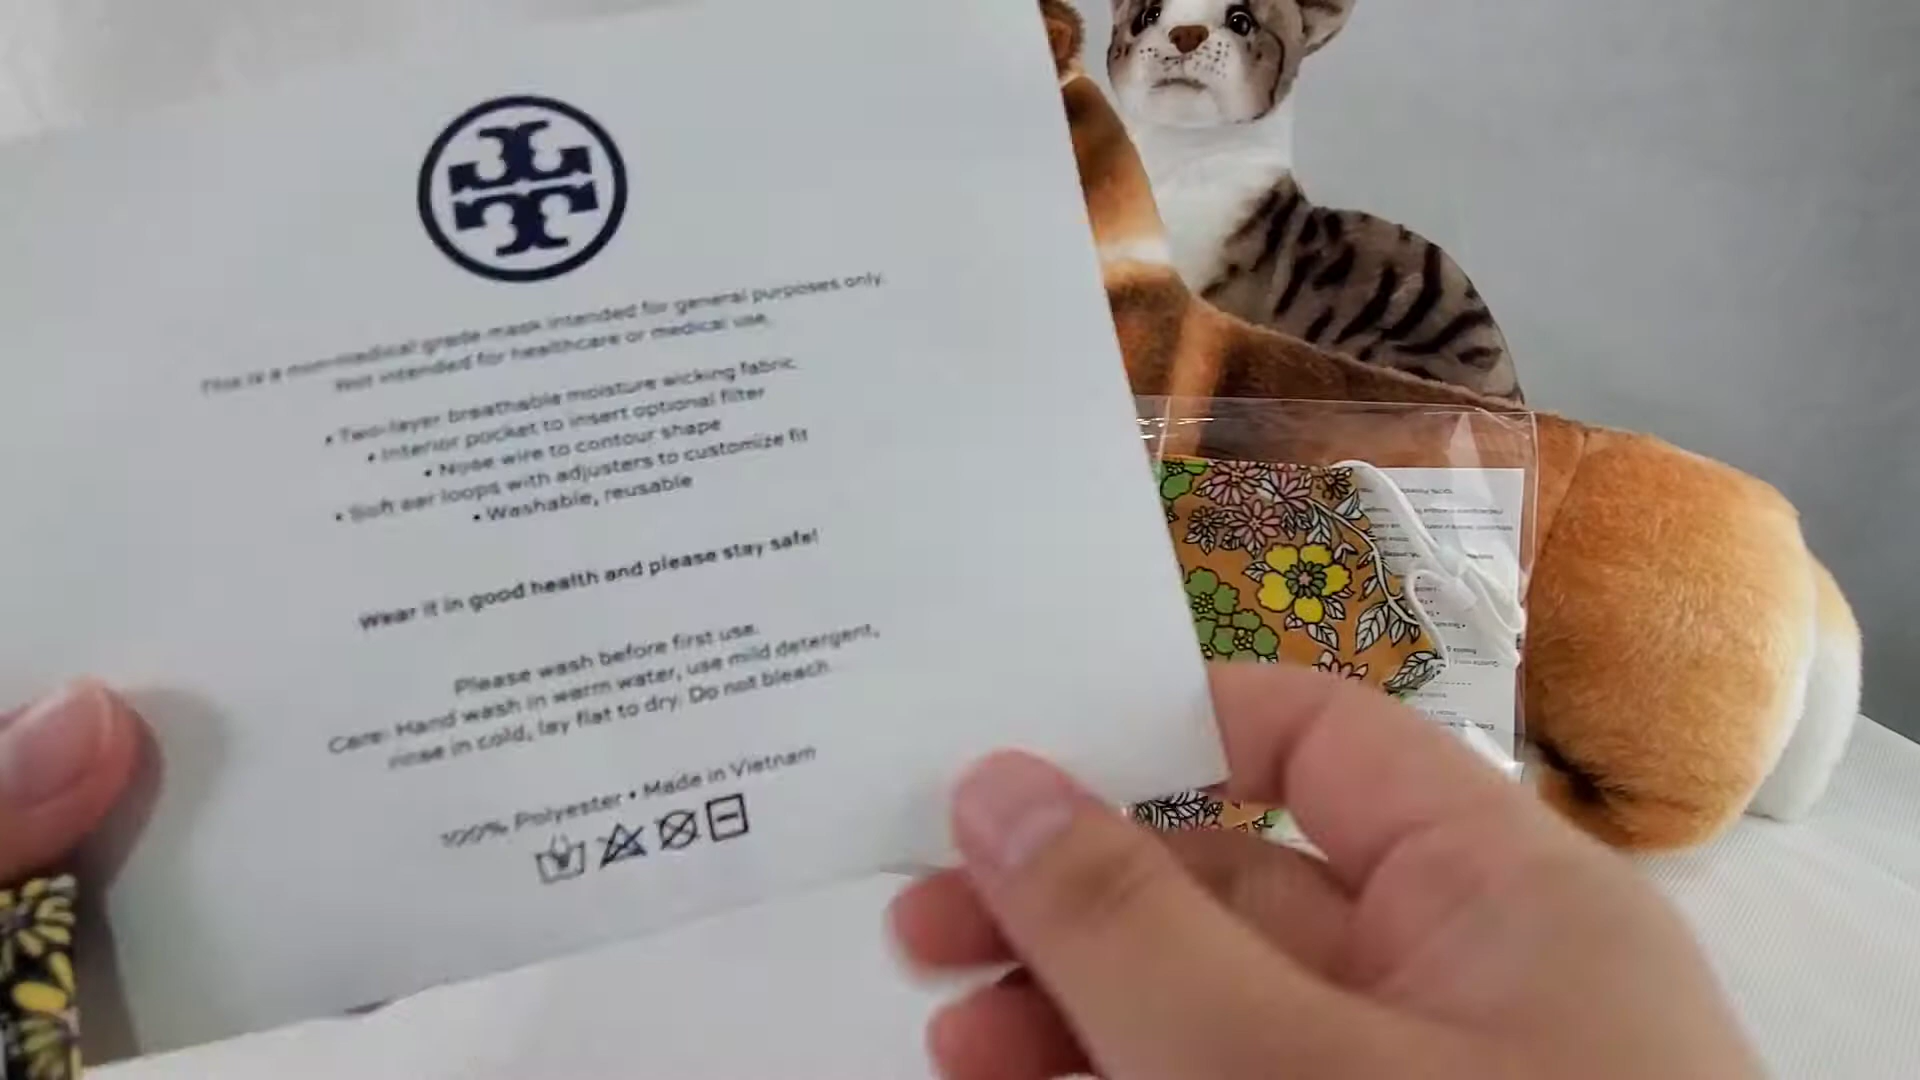 This is a non-medical grade mask intended for general purposes only.
Not intended for healthcare or medical use.
• Two-layer breathable moisture wicking fabric
• Interior pocket to insert optional filter
• Nose wire to contour shape
• Soft ear loops with adjusters to customize fit
• Washable, reusable
Wear it in good health and please stay safe!
Please wash before first use.
Care: Hand wash in warm water, use mild detergent,
rinse in cold, lay flat to dry. Do not bleach.
100% Polyester • Made in Vietnam